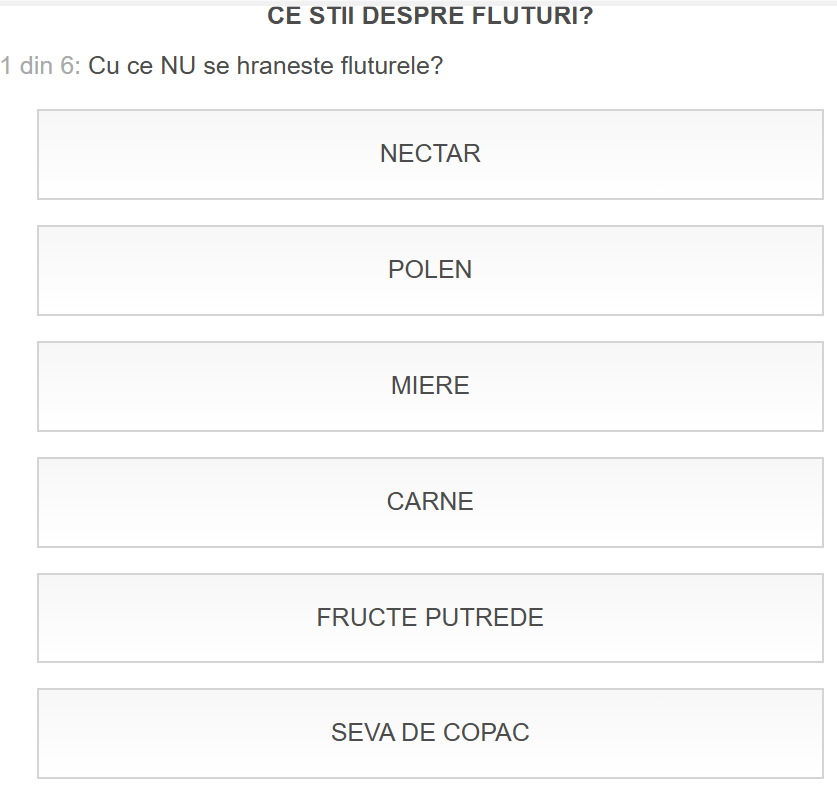 CE STII DESPRE FLUTURI?
1 din 6: Cu ce NU se hraneste fluturele?
NECTAR
POLEN
MIERE
CARNE
FRUCTE PUTREDE
SEVA DE COPAC